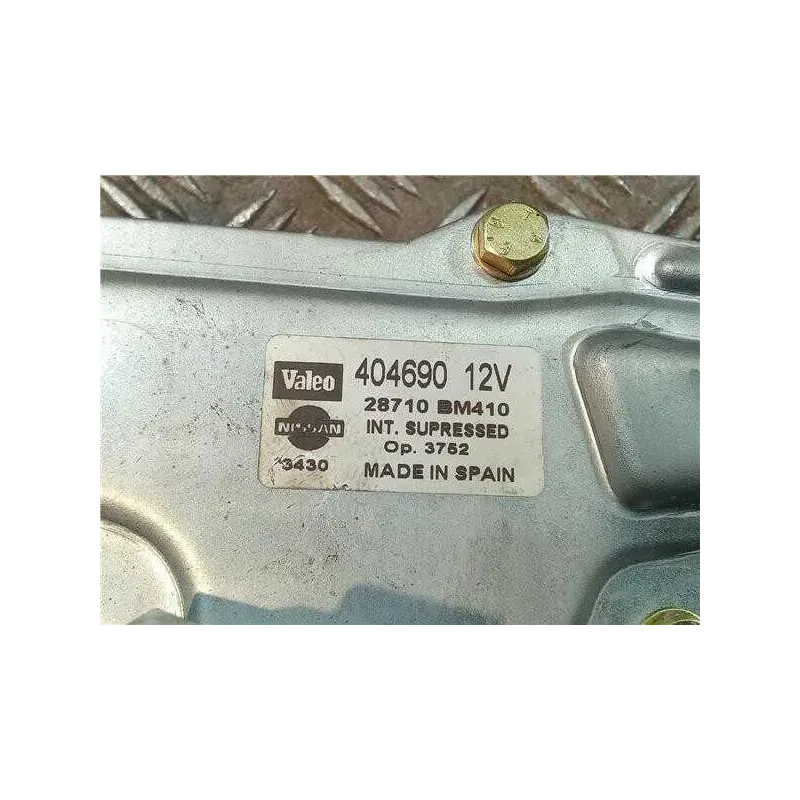 Valeo 404690 12V
28710 BM410
NISSAN INT. SUPRESSED
Op. 3752
3430 MADE IN SPAIN